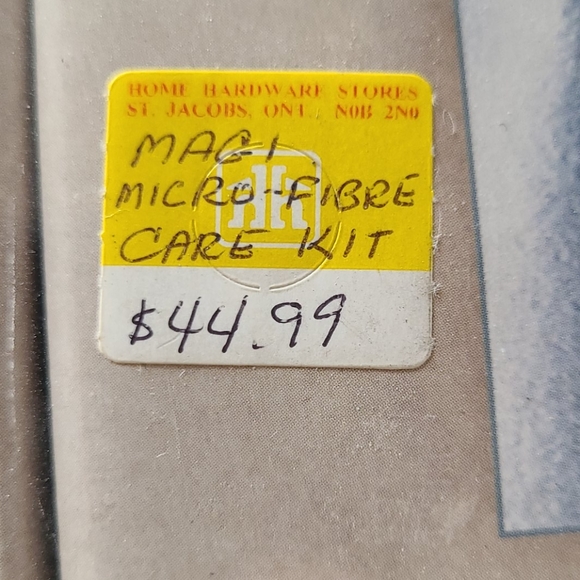 HOME HARDWARE STORES
ST. JACOBS, ONT. N0B 2N0
MAGI
MICRO-FIBRE
CARE KIT
$44.99